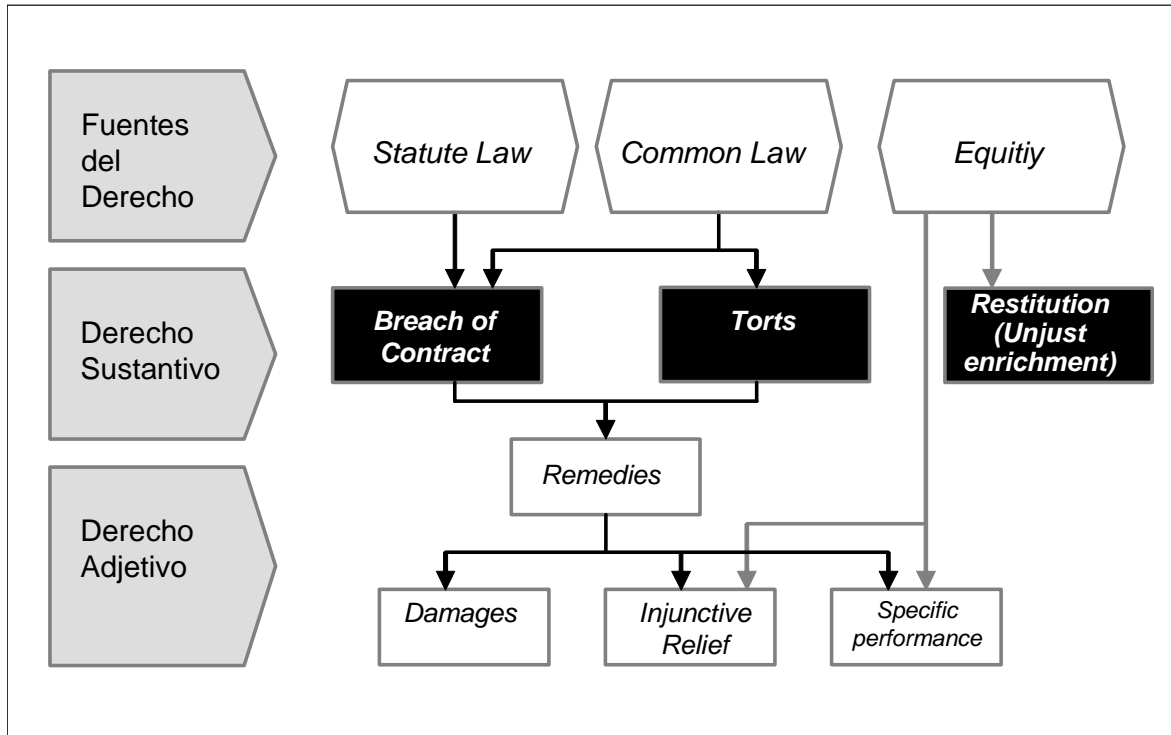 Fuentes
del
Derecho
Statute Law
Common Law
Equitiy
Derecho
Sustantivo
Breach of
Contract
Torts
Restitution
(Unjust
enrichment)
Derecho
Adjetivo
Remedies
Damages
Injunctive
Relief
Specific
performance